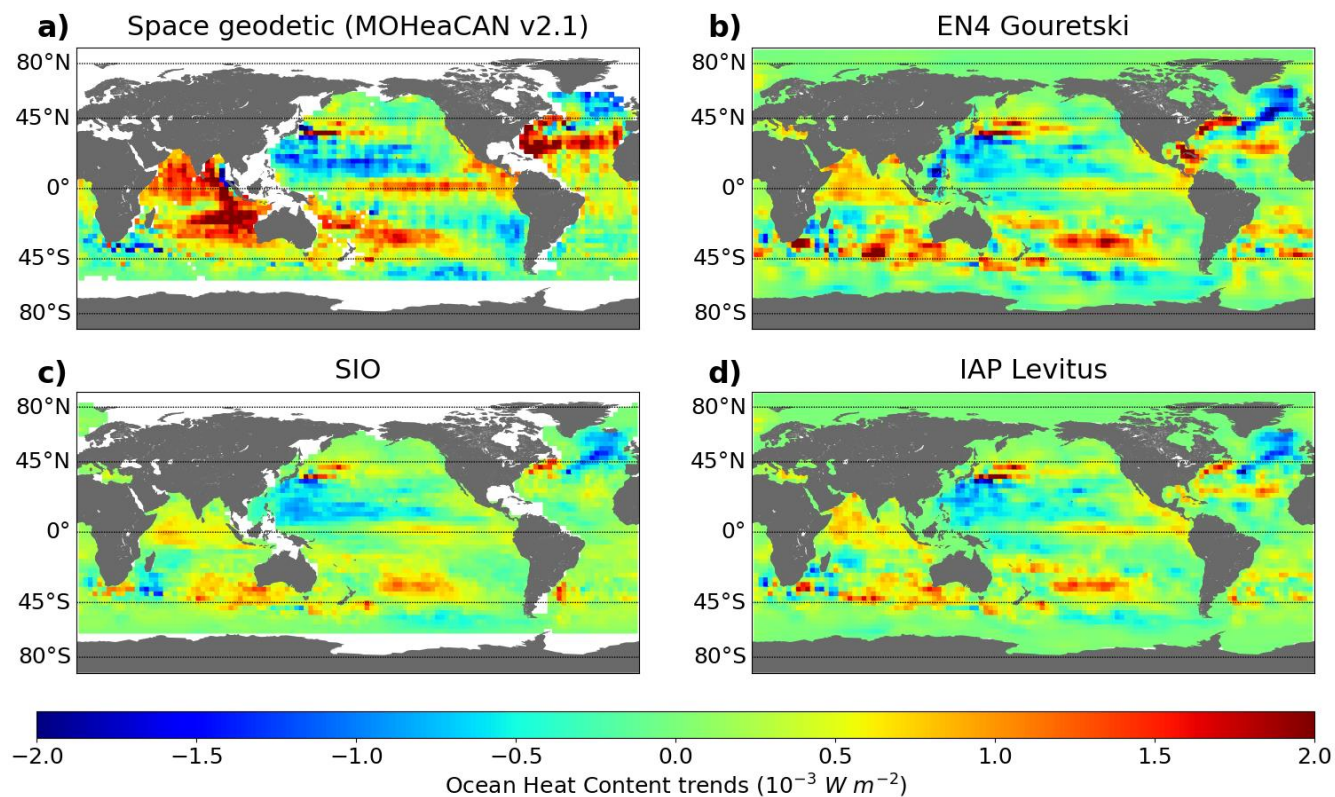 a) Space geodetic (MOHeaCAN v2.1)
b) EN4 Gouretski
80°N
45°N
0°
45°S
80°S
80°N
45°N
0°
45°S
80°S
c) SIO
d) IAP Levitus
80°N
45°N
0°
45°S
80°S
80°N
45°N
0°
45°S
80°S
−2.0 −1.5 −1.0 −0.5 0.0 0.5 1.0 1.5 2.0
Ocean Heat Content trends (10⁻³ W m⁻²)